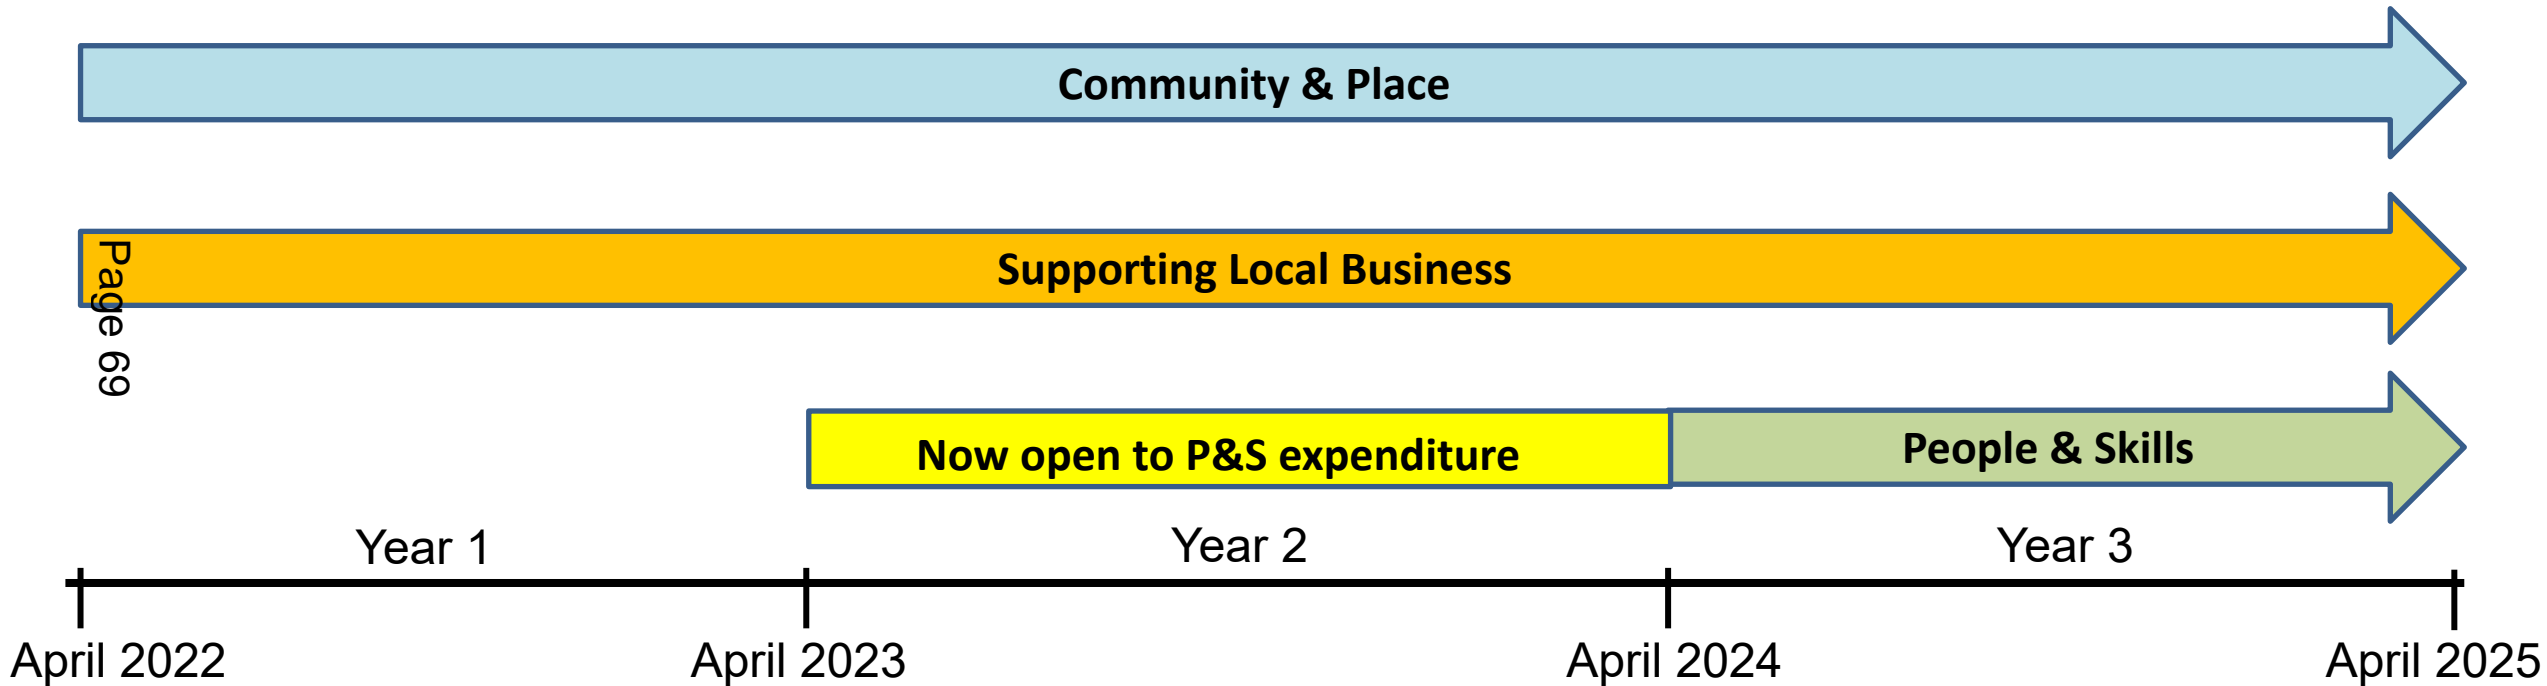 Community & Place
Supporting Local Business
Page 69
Now open to P&S expenditure
People & Skills
Year 1
Year 2
Year 3
April 2022
April 2023
April 2024
April 2025